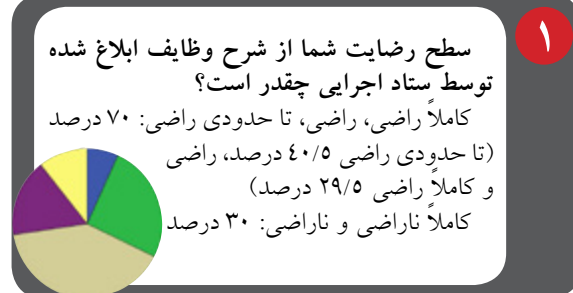 ۱
سطح رضایت شما از شرح وظایف ابلاغ شده
توسط ستاد اجرایی چقدر است؟
کاملاً راضی، راضی، تا حدودی راضی: ۷۰ درصد
(تا حدودی راضی ۴۰/۵ درصد، راضی
و کاملاً راضی ۲۹/۵ درصد)
کاملاً ناراضی و ناراضی: ۳۰ درصد